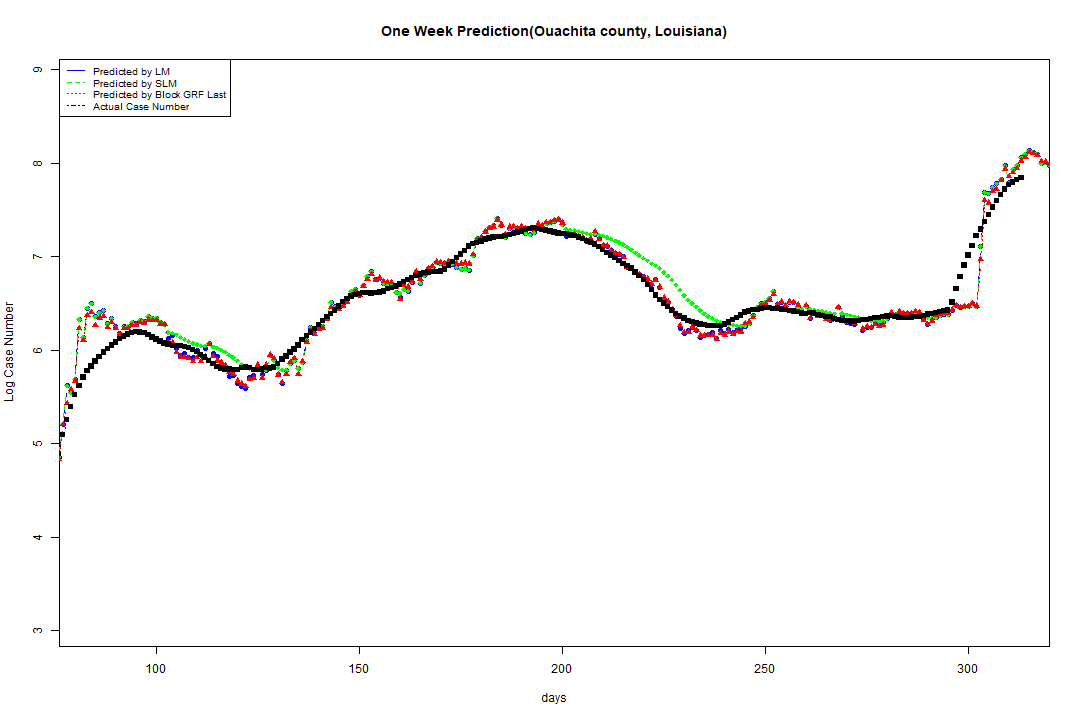 One Week Prediction(Ouachita county, Louisiana)
9
Predicted by LM
Predicted by SLM
Predicted by Block GRF Last
Actual Case Number
8
7
6
5
4
3
Log Case Number
100 150 200 250 300
days